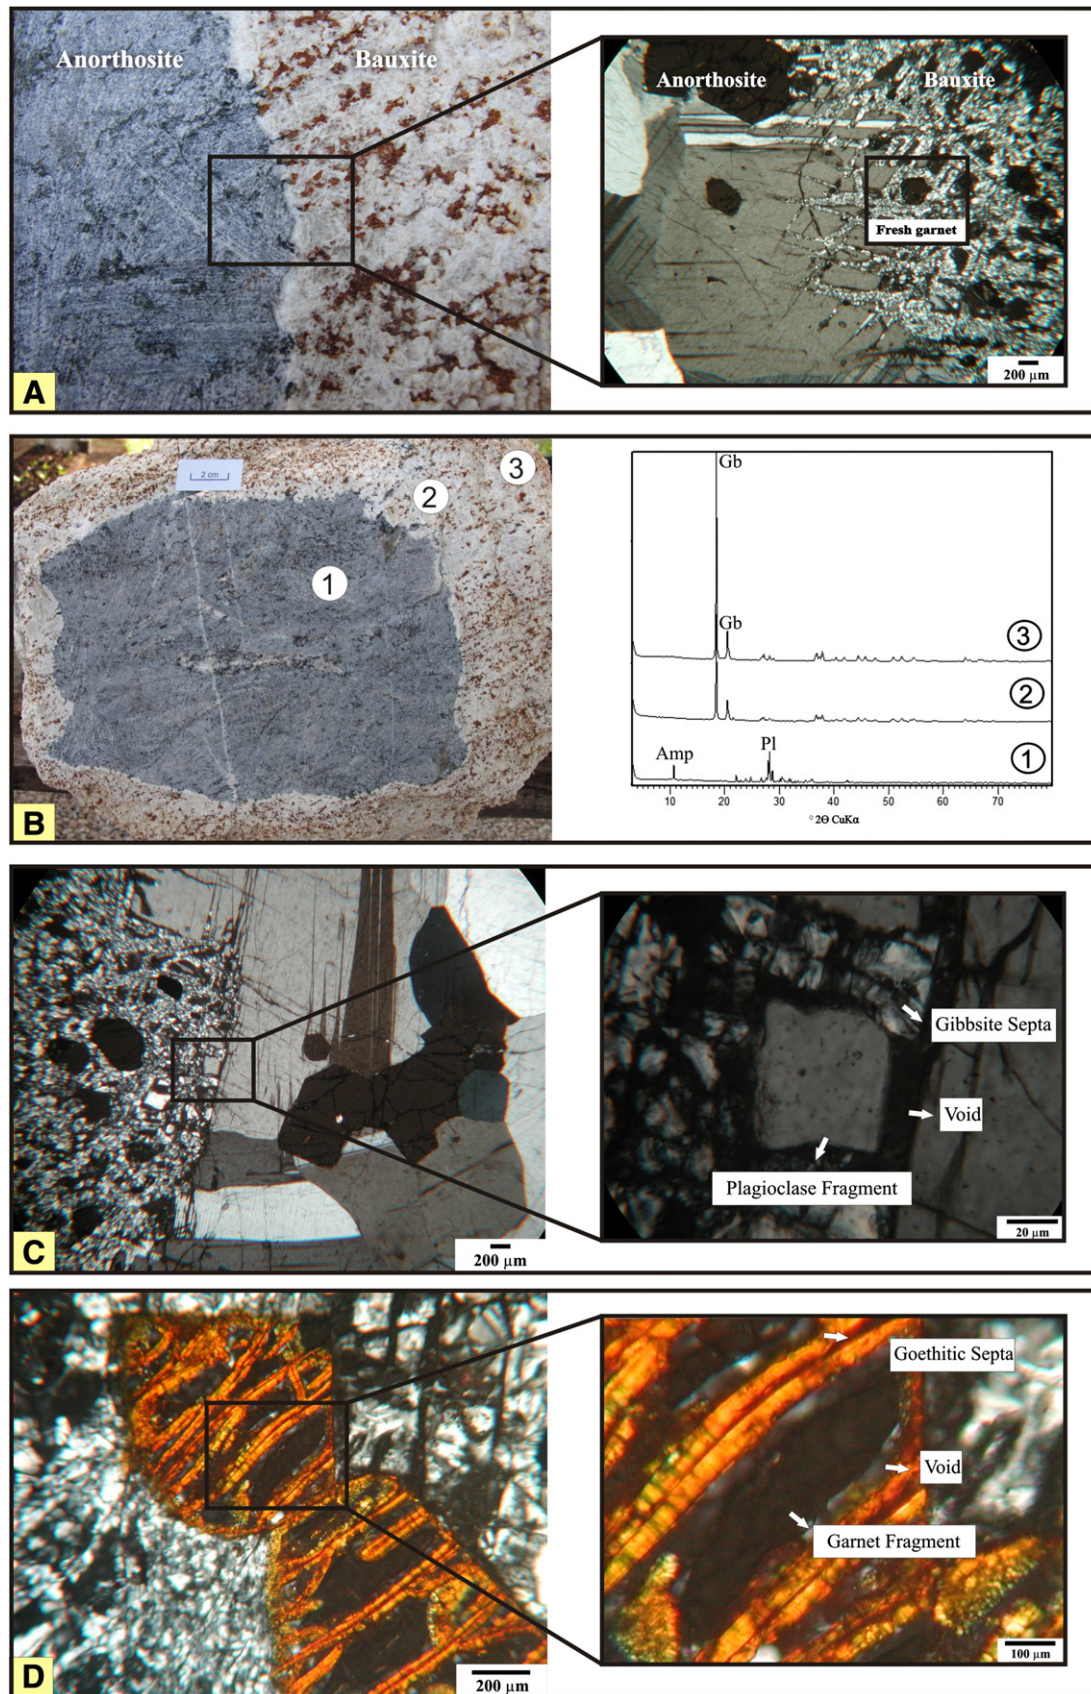 Anorthosite
Bauxite
Anorthosite
Bauxite
Fresh garnet
200 µm
A
2 cm
3
2
1
B
Gb
Gb
3
2
Amp
Pl
1
10 20 30 40 50 60 70
° 2Θ CuKα
200 µm
C
Gibbsite Septa
Void
Plagioclase Fragment
20 µm
200 µm
D
Goethitic Septa
Void
Garnet Fragment
100 µm